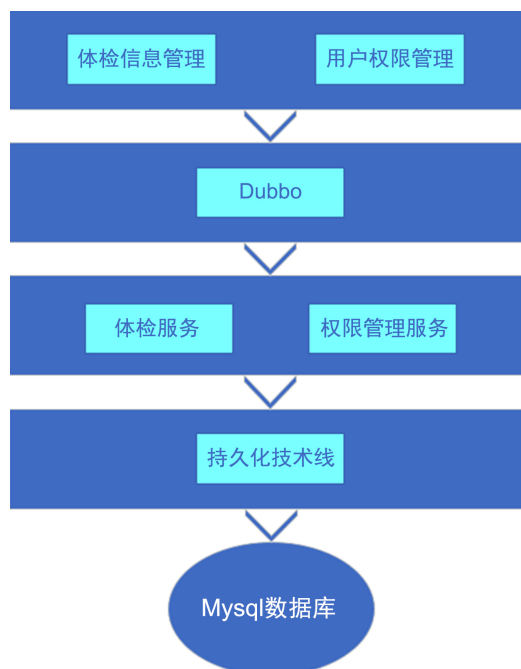 体检信息管理
用户权限管理
Dubbo
体检服务
权限管理服务
持久化技术线
Mysql数据库